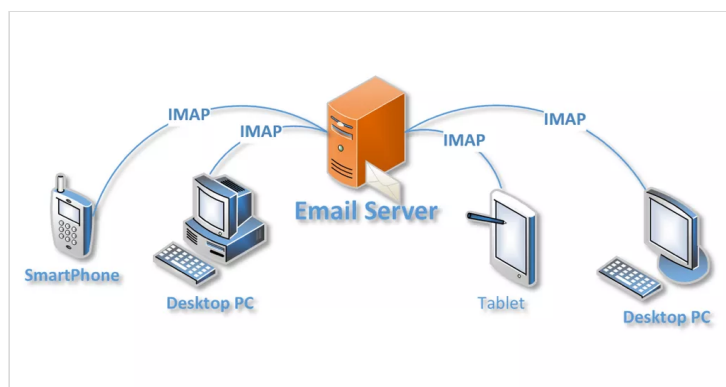 IMAP
IMAP
IMAP
IMAP
Email Server
SmartPhone
Desktop PC
Tablet
Desktop PC